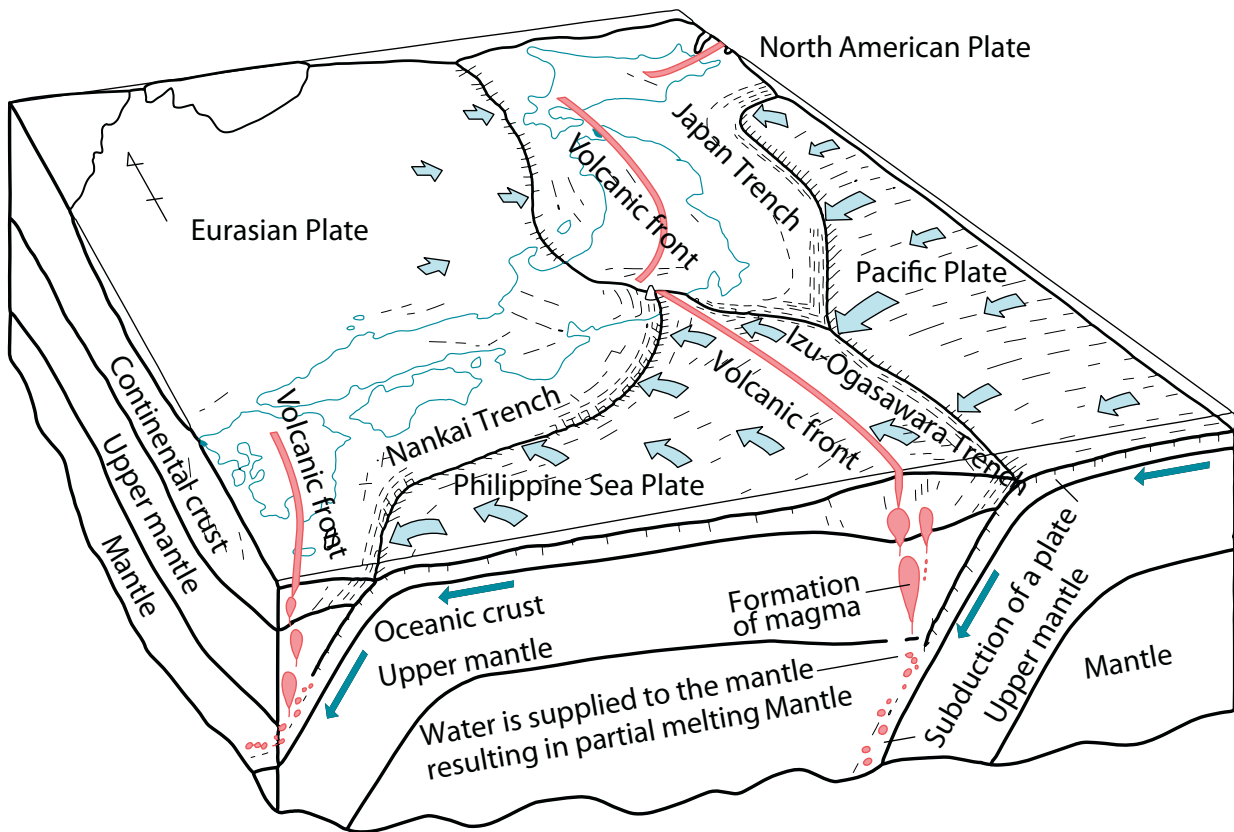 North American Plate
Japan Trench
Volcanic front
Eurasian Plate
Pacific Plate
Izu-Ogasawara Trench
Volcanic front
Nankai Trench
Volcanic front
Philippine Sea Plate
Continental crust
Upper mantle
Mantle
Formation
of magma
Oceanic crust
Upper mantle
Water is supplied to the mantle
resulting in partial melting Mantle
Subduction of a plate
Upper mantle
Mantle